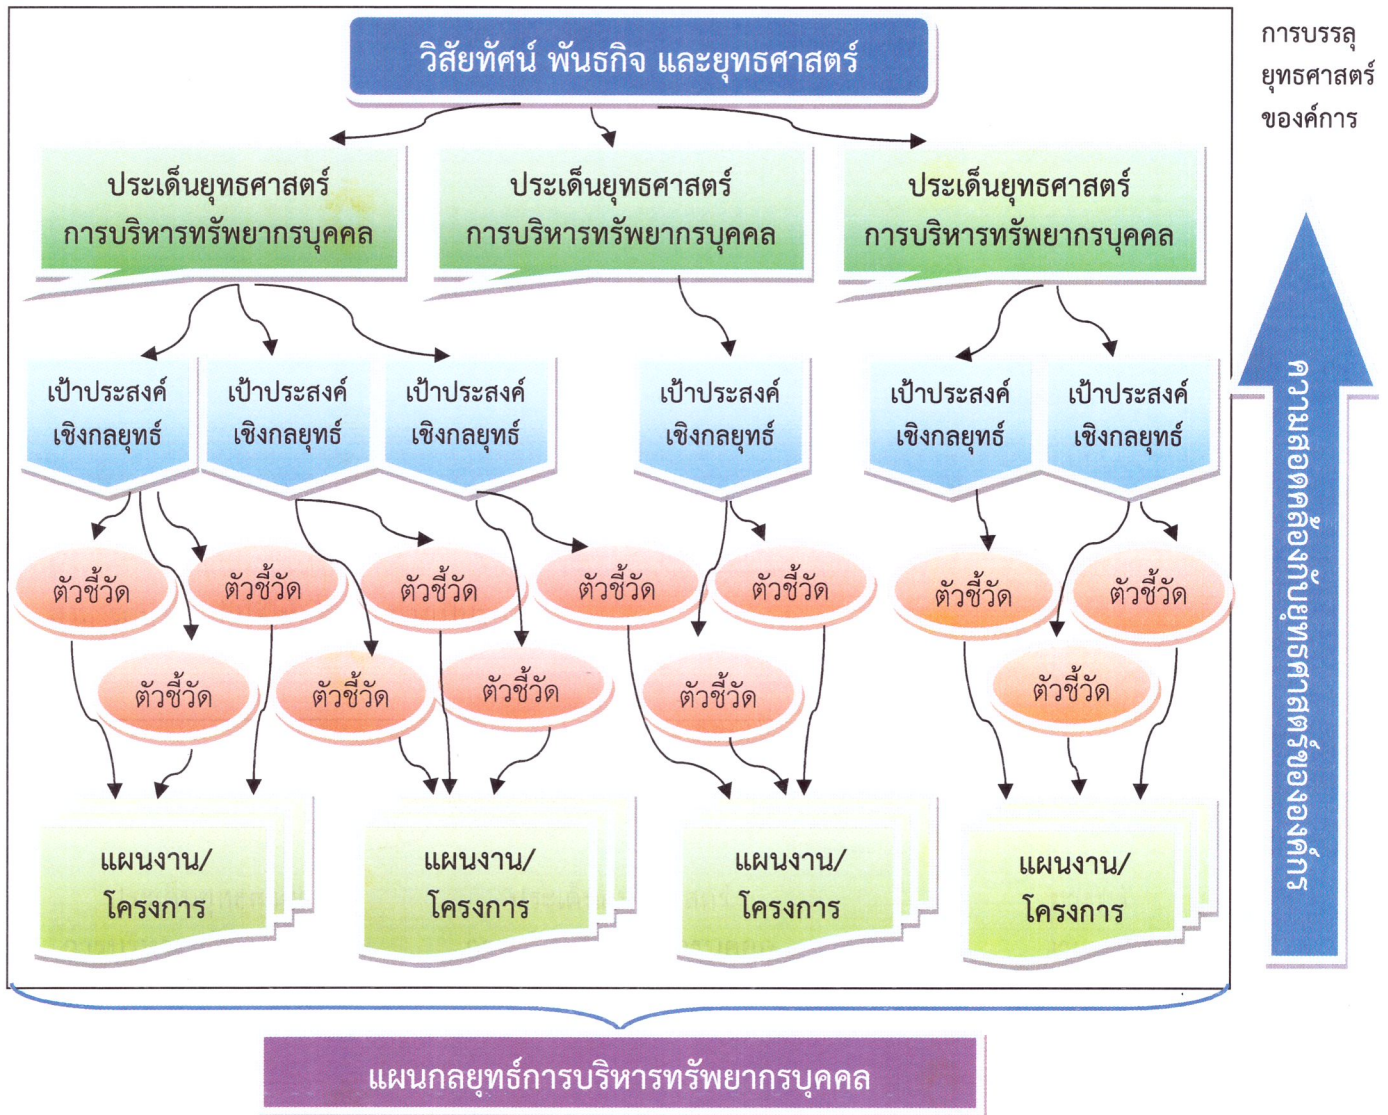 วิสัยทัศน์ พันธกิจ และยุทธศาสตร์
การบรรลุ
ยุทธศาสตร์
ของค์การ
ประเด็นยุทธศาสตร์
การบริหารทรัพยากรบุคคล
ประเด็นยุทธศาสตร์
การบริหารทรัพยากรบุคคล
ประเด็นยุทธศาสตร์
การบริหารทรัพยากรบุคคล
เป้าประสงค์
เชิงกลยุทธ์
เป้าประสงค์
เชิงกลยุทธ์
เป้าประสงค์
เชิงกลยุทธ์
เป้าประสงค์
เชิงกลยุทธ์
เป้าประสงค์
เชิงกลยุทธ์
เป้าประสงค์
เชิงกลยุทธ์
ความสอดคล้องกับยุทธศาสตร์ขององค์กร
ตัวชี้วัด
ตัวชี้วัด
ตัวชี้วัด
ตัวชี้วัด
ตัวชี้วัด
ตัวชี้วัด
ตัวชี้วัด
ตัวชี้วัด
ตัวชี้วัด
ตัวชี้วัด
ตัวชี้วัด
ตัวชี้วัด
แผนงาน/
โครงการ
แผนงาน/
โครงการ
แผนงาน/
โครงการ
แผนงาน/
โครงการ
แผนกลยุทธ์การบริหารทรัพยากรบุคคล